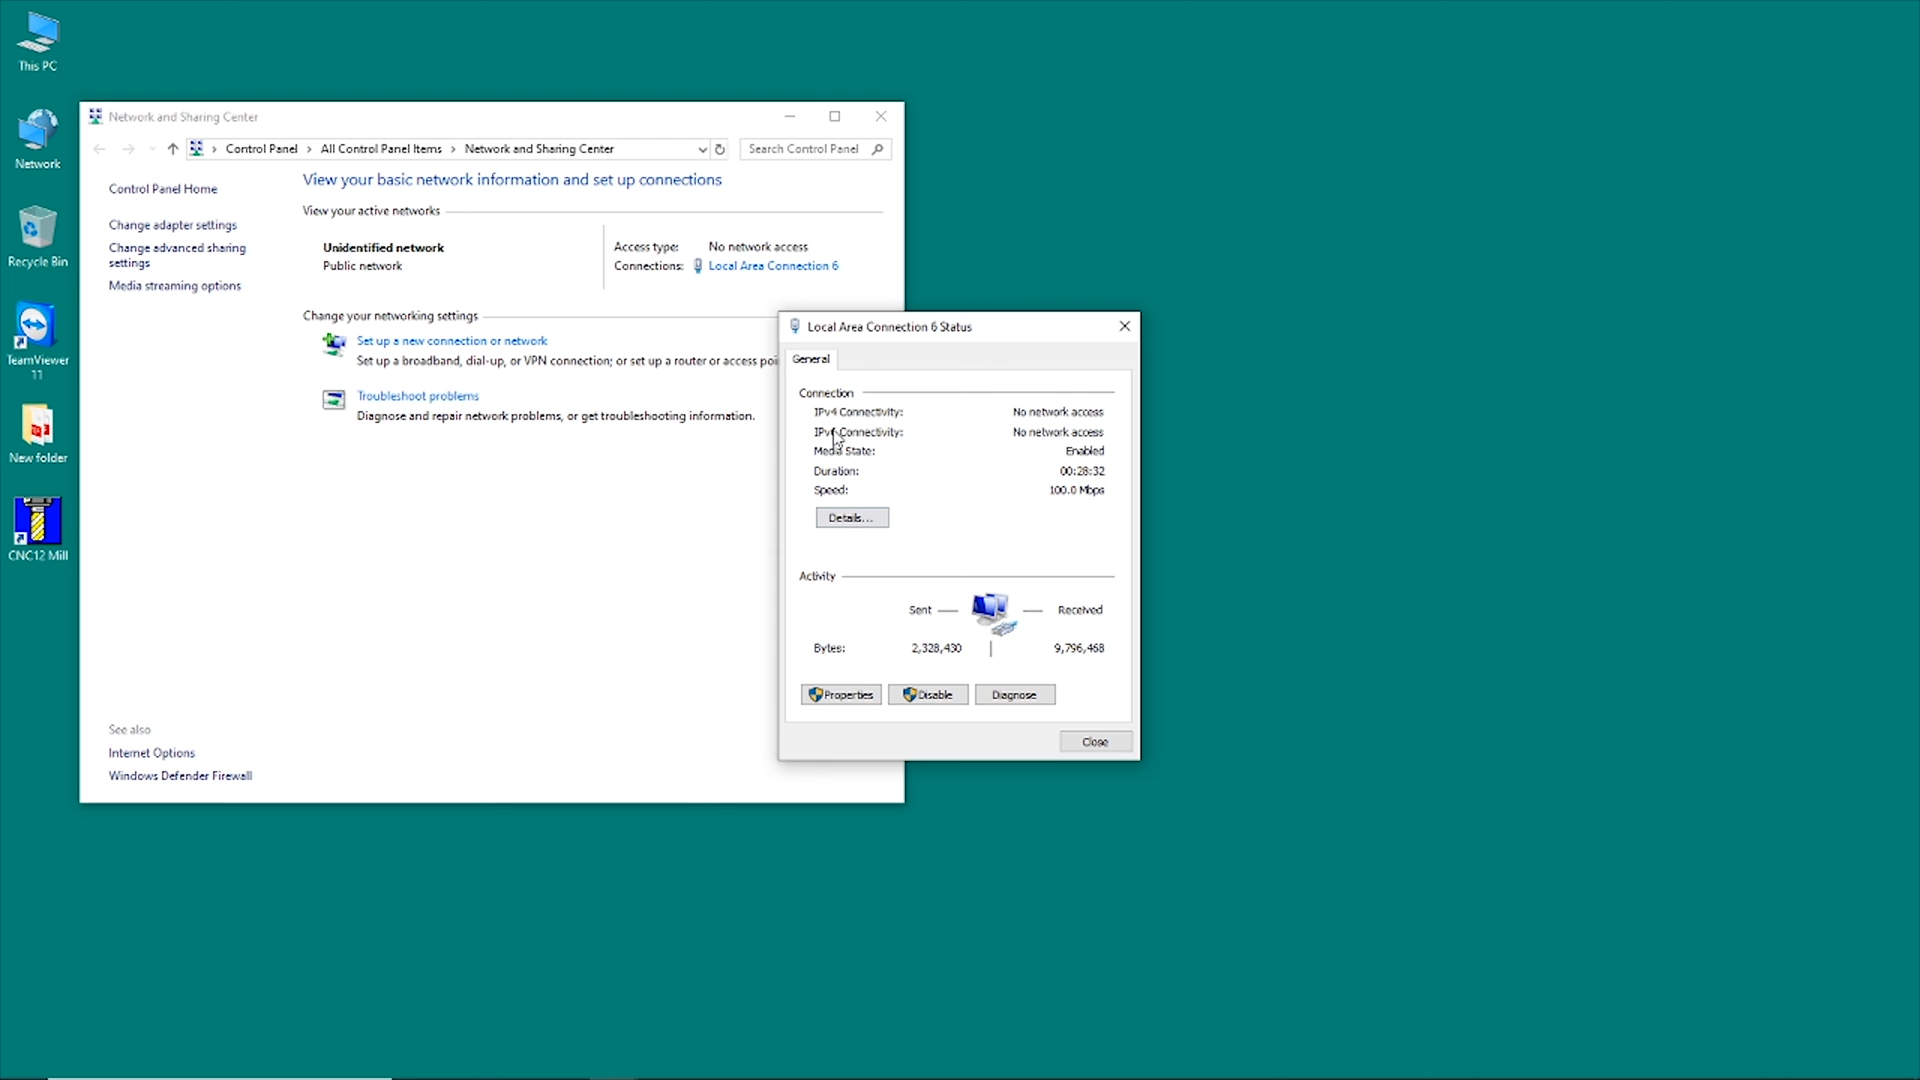 This PC
Network
Recycle Bin
TeamViewer
11
New folder
CNC12 Mill
Network and Sharing Center
Control Panel
All Control Panel Items
Network and Sharing Center
Search Control Panel
Control Panel Home
Change adapter settings
Change advanced sharing
settings
Media streaming options
See also
Internet Options
Windows Defender Firewall
View your basic network information and set up connections
View your active networks
Unidentified network
Public network
Access type: No network access
Connections: Local Area Connection 6
Change your networking settings
Set up a new connection or network
Set up a broadband, dial-up, or VPN connection; or set up a router or access poi
Troubleshoot problems
Diagnose and repair network problems, or get troubleshooting information.
Local Area Connection 6 Status
General
Connection
IPv4 Connectivity: No network access
IPv6 Connectivity: No network access
Media State: Enabled
Duration: 00:28:32
Speed: 100.0 Mbps
Details...
Activity
Sent Received
Bytes: 2,328,430 9,796,468
Properties Disable Diagnose
Close